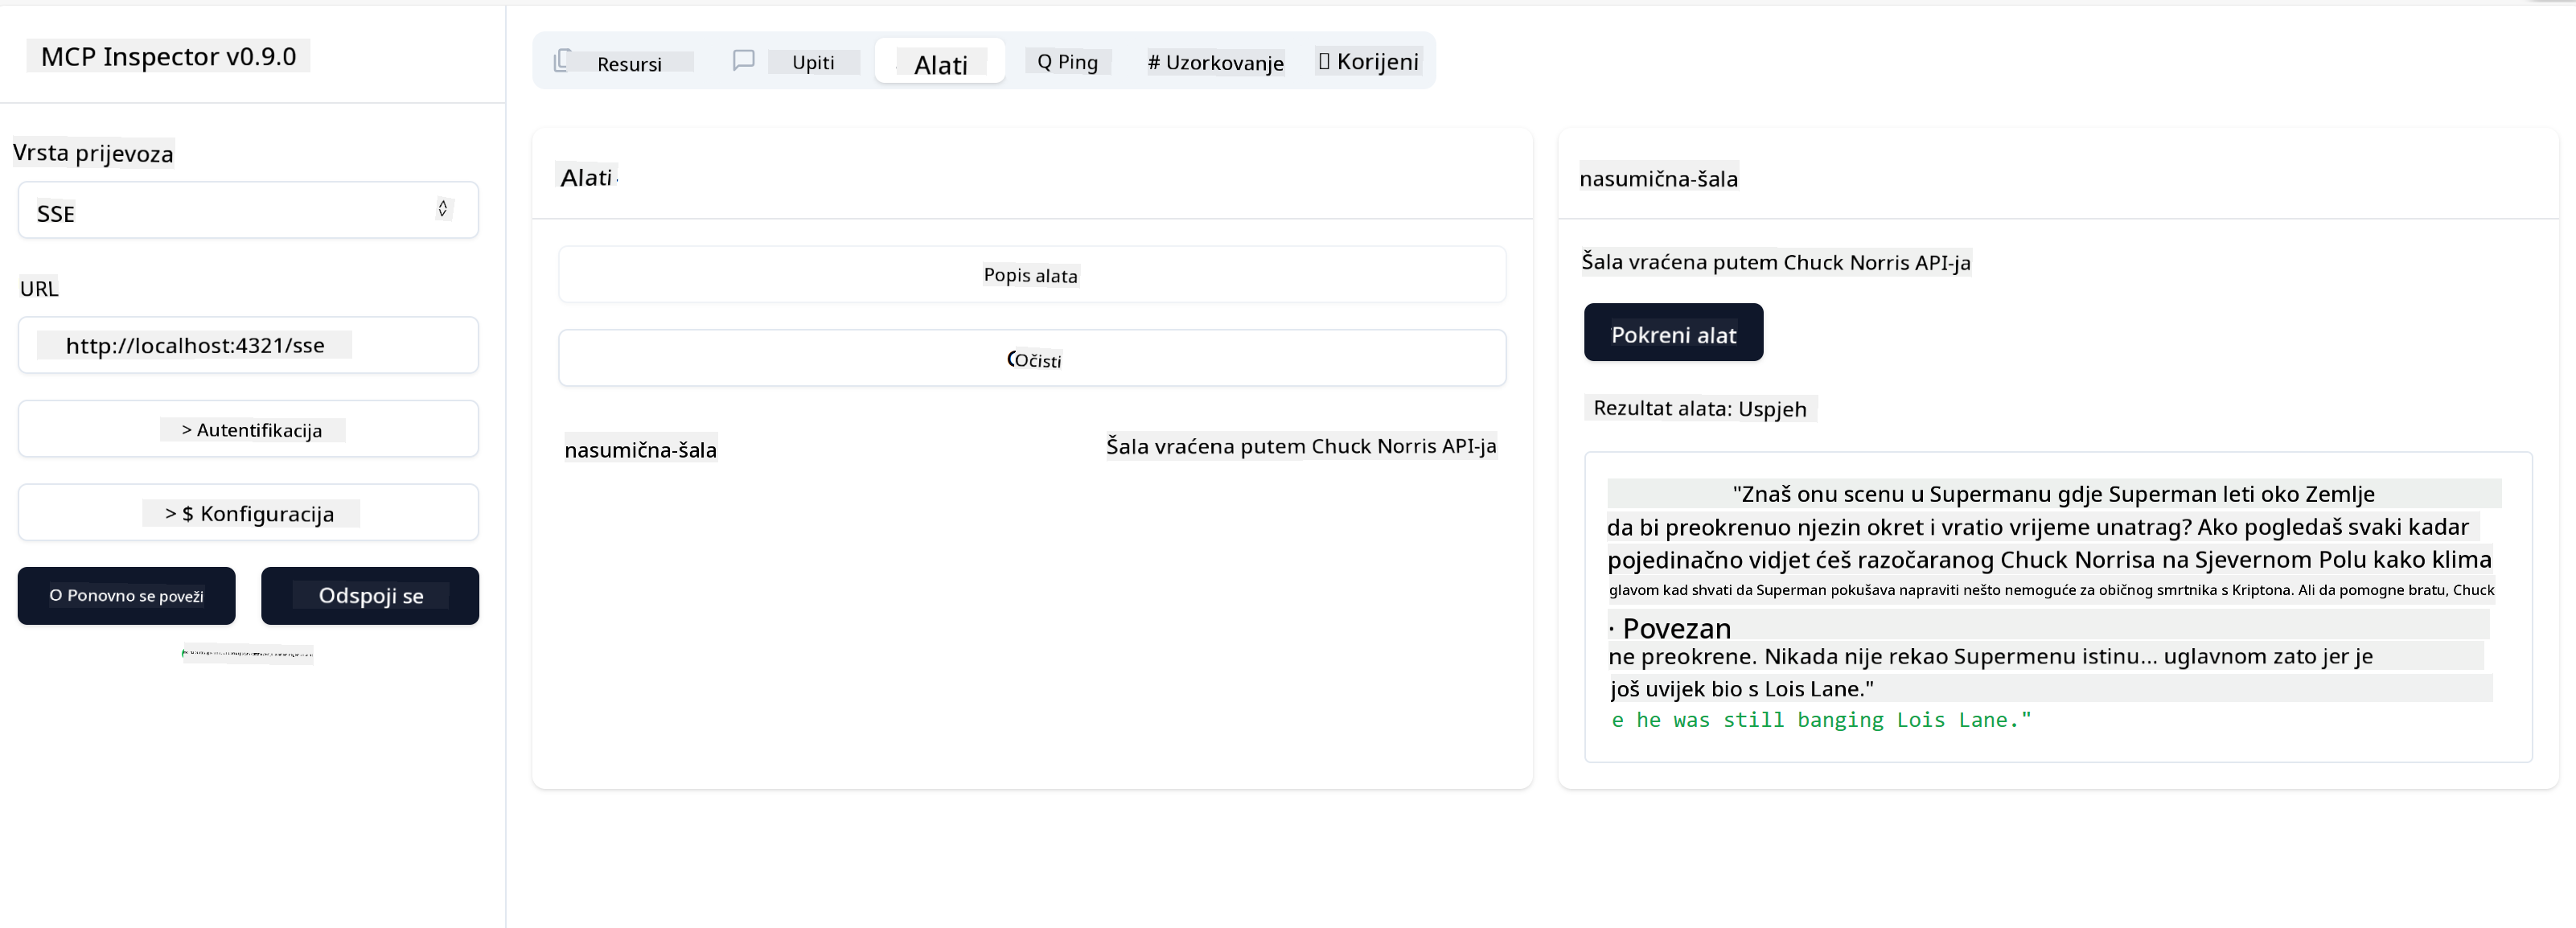 MCP Inspector v0.9.0
Vrsta prijevoza
SSE
URL
http://localhost:4321/sse
> Autentifikacija
> $ Konfiguracija
O Ponovno se poveži
Odspoji se
Resursi
Upiti
Alati
Q Ping
# Uzorkovanje
Korijeni
Alati
Popis alata
Očisti
nasumična-šala
Šala vraćena putem Chuck Norris API-ja
nasumična-šala
Šala vraćena putem Chuck Norris API-ja
Pokreni alat
Rezultat alata: Uspjeh
"Znaš onu scenu u Supermanu gdje Superman leti oko Zemlje
da bi preokrenuo njezin okret i vratio vrijeme unatrag? Ako pogledaš svaki kadar
pojedinačno vidjet ćeš razočaranog Chuck Norrisa na Sjevernom Polu kako klima
glavom kad shvati da Superman pokušava napraviti nešto nemoguće za običnog smrtnika s Kriptona. Ali da pomogne bratu, Chuck
· Povezan
ne preokrene. Nikada nije rekao Supermenu istinu... uglavnom zato jer je
još uvijek bio s Lois Lane."
e he was still banging Lois Lane."